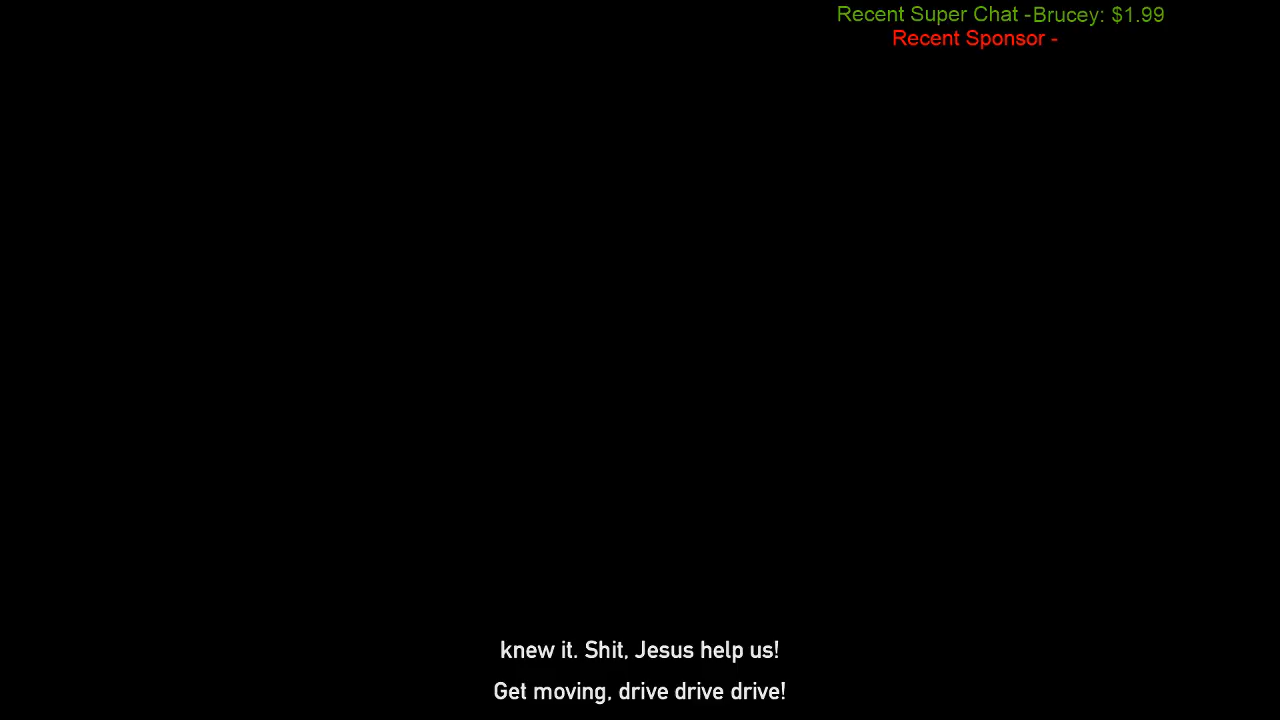 Recent Super Chat -Brucey: $1.99
Recent Sponsor -
knew it. Shit, Jesus help us!
Get moving, drive drive drive!